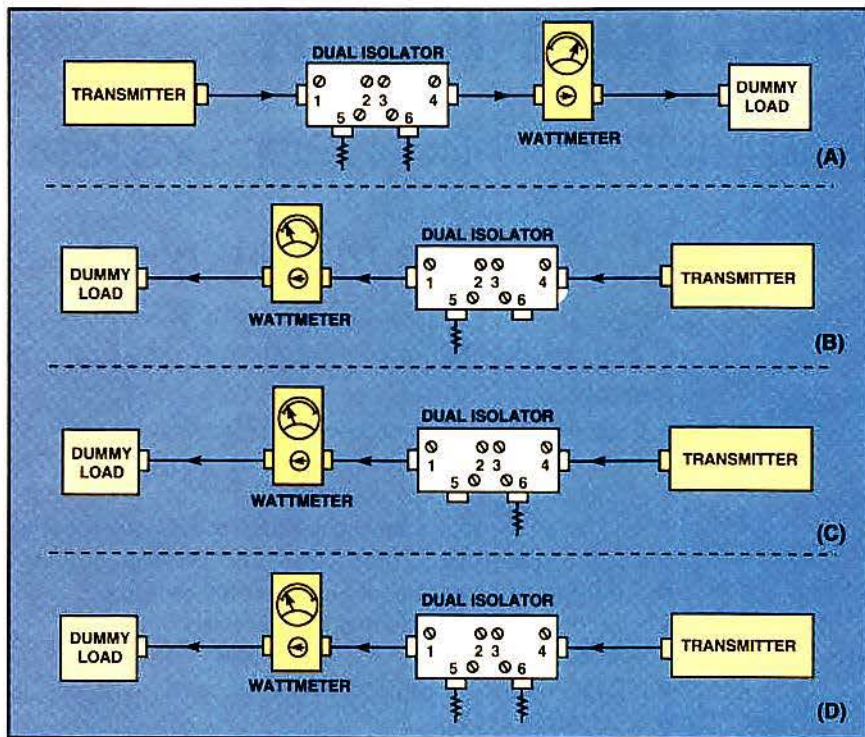 DUAL ISOLATOR
TRANSMITTER
1 2 3 4
5 6
WATTMETER
DUMMY
LOAD
(A)
DUAL ISOLATOR
DUMMY
LOAD
1 2 3 4
5 6
WATTMETER
TRANSMITTER
(B)
DUAL ISOLATOR
DUMMY
LOAD
1 2 3 4
5 6
WATTMETER
TRANSMITTER
(C)
DUAL ISOLATOR
DUMMY
LOAD
1 2 3 4
5 6
WATTMETER
TRANSMITTER
(D)